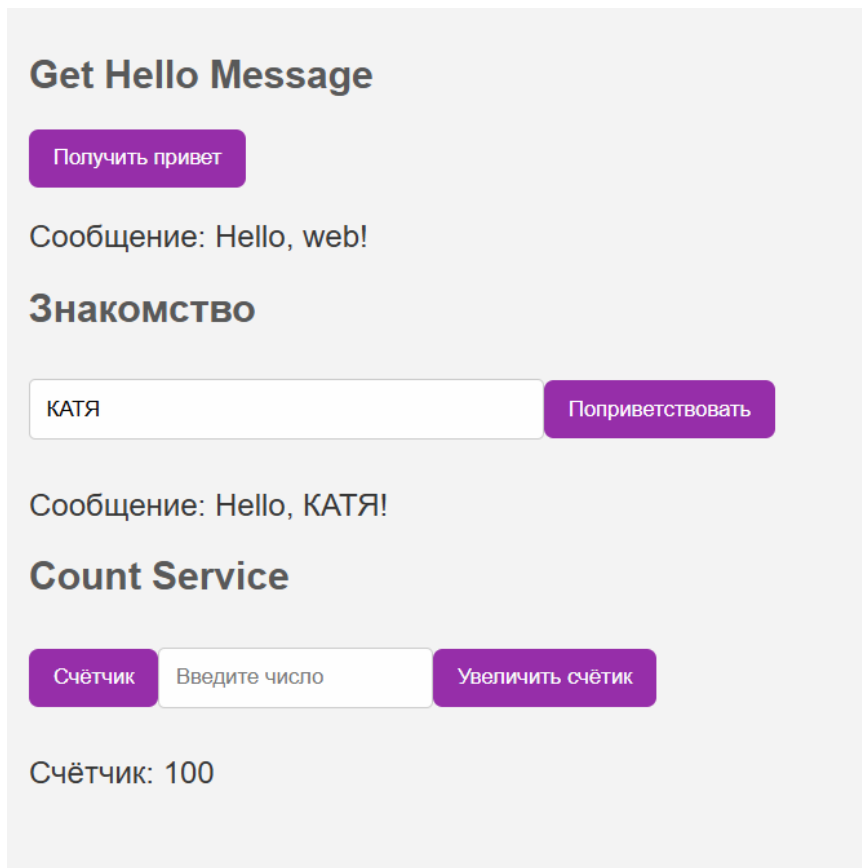 Get Hello Message
Получить привет
Сообщение: Hello, web!
Знакомство
КАТЯ Поприветствовать
Сообщение: Hello, КАТЯ!
Count Service
Счётчик Введите число Увеличить счётик
Счётчик: 100